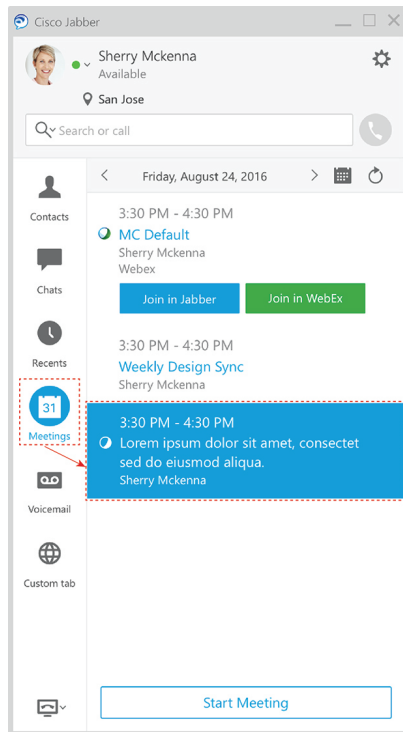 Cisco Jabber
Sherry Mckenna
Available
San Jose
Search or call
Contacts
Chats
Recents
31
Meetings
Voicemail
Custom tab
Friday, August 24, 2016
3:30 PM - 4:30 PM
MC Default
Sherry Mckenna
Webex
Join in Jabber
Join in WebEx
3:30 PM - 4:30 PM
Weekly Design Sync
Sherry Mckenna
3:30 PM - 4:30 PM
Lorem ipsum dolor sit amet, consectet
sed do eiusmod aliqua.
Sherry Mckenna
Start Meeting